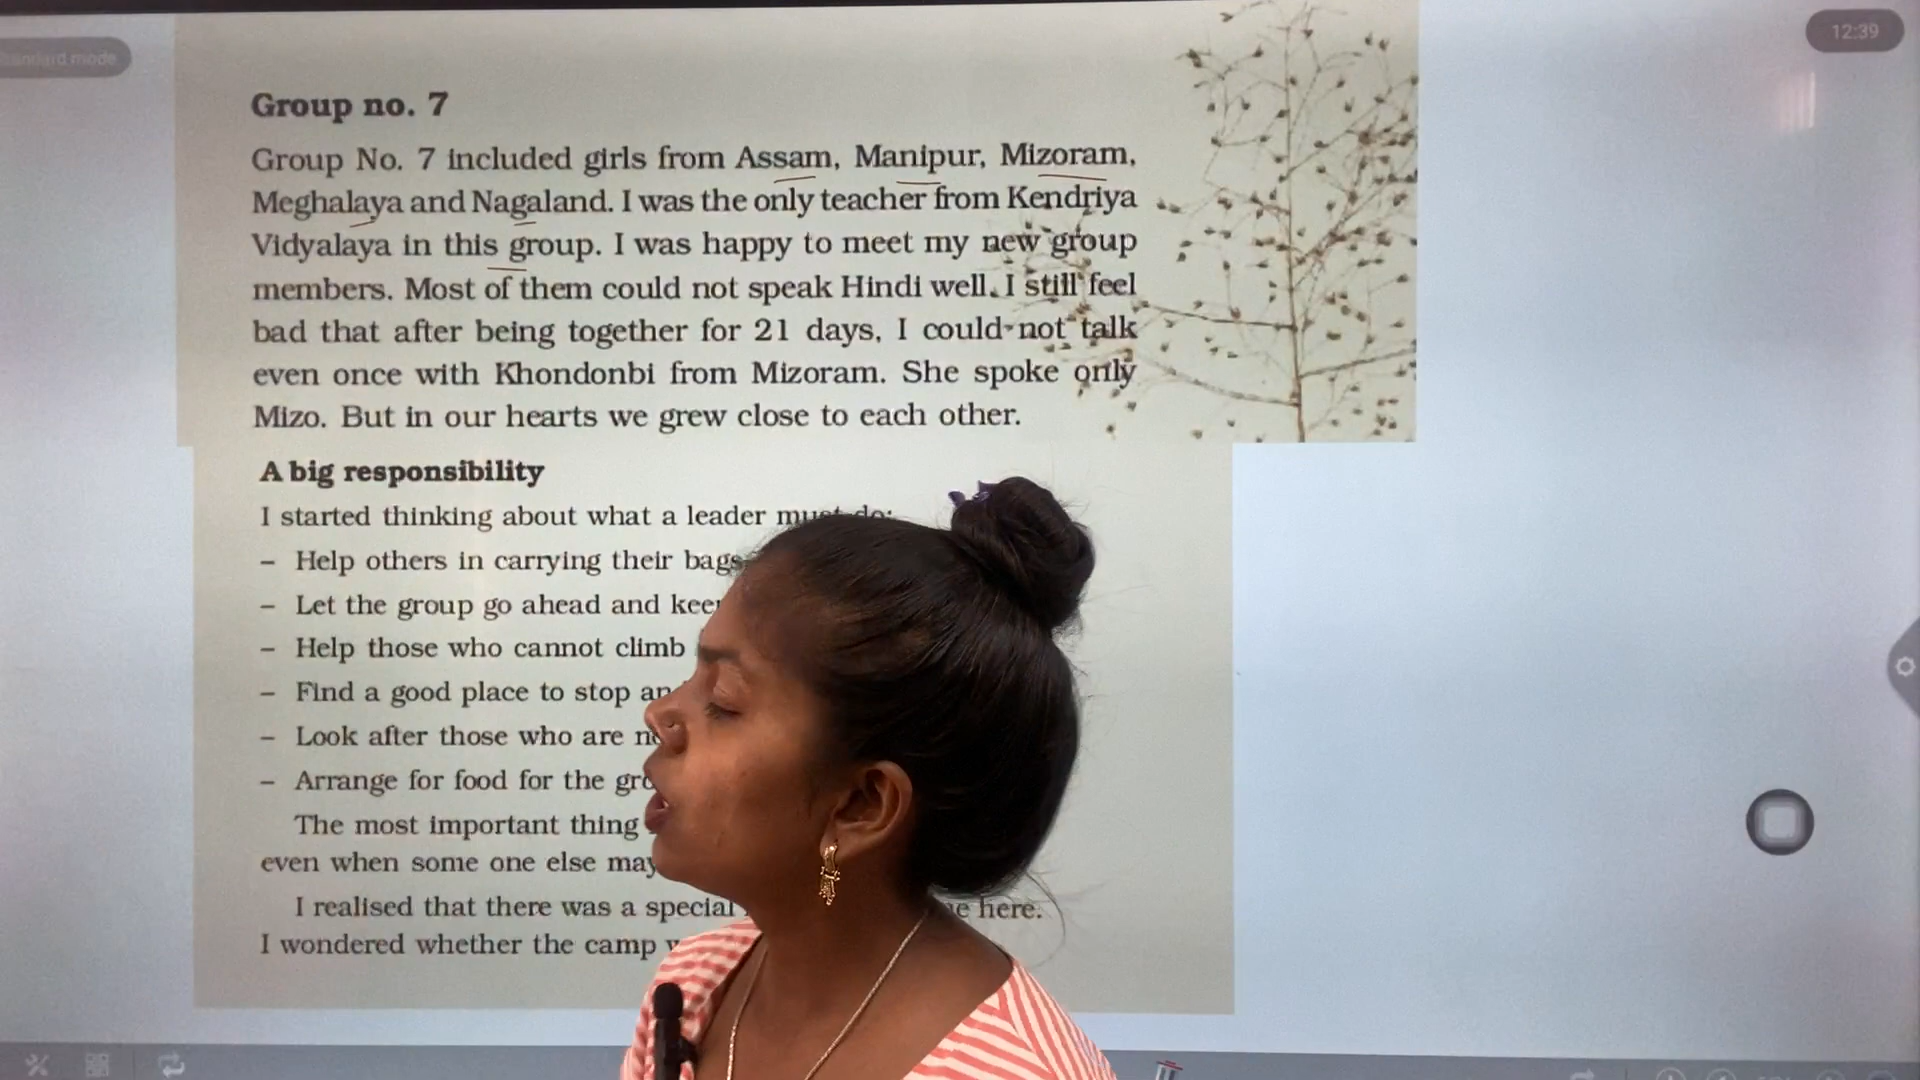 standard mode
12:39
Group no. 7
Group No. 7 included girls from Assam, Manipur, Mizoram,
Meghalaya and Nagaland. I was the only teacher from Kendriya
Vidyalaya in this group. I was happy to meet my new group
members. Most of them could not speak Hindi well. I still feel
bad that after being together for 21 days, I could not talk
even once with Khondonbi from Mizoram. She spoke only
Mizo. But in our hearts we grew close to each other.
A big responsibility
I started thinking about what a leader must do:
– Help others in carrying their bags
– Let the group go ahead and
– Help those who cannot climb
– Find a good place to stop
– Look after those who are
– Arrange for food for the
The most important thing
even when some one else may
I realised that there was a special here.
I wondered whether the camp